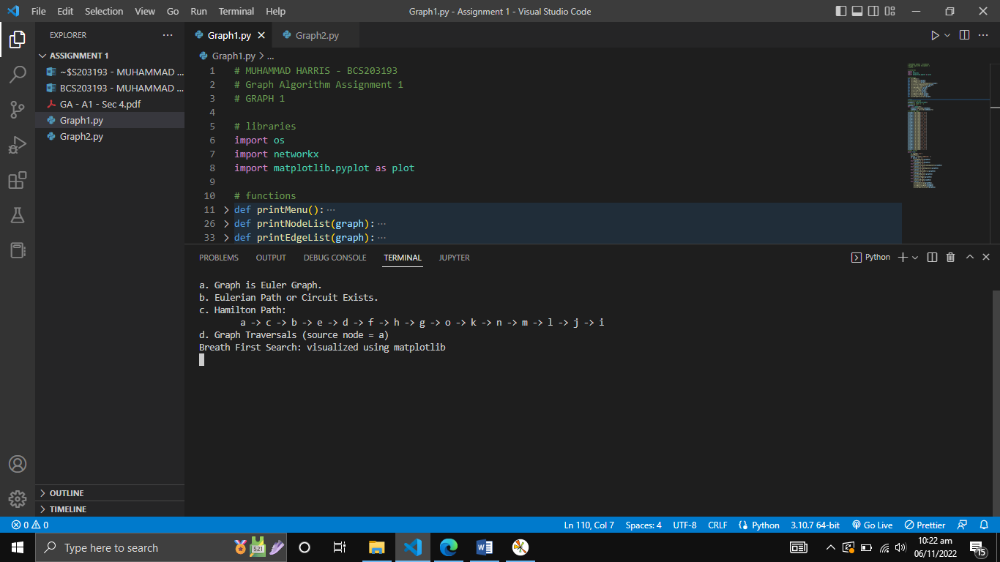 File Edit Selection View Go Run Terminal Help
Graph1.py - Assignment 1 - Visual Studio Code
EXPLORER
ASSIGNMENT 1
~$S203193 - MUHAMMAD ...
BCS203193 - MUHAMMAD ...
GA - A1 - Sec 4.pdf
Graph1.py
Graph2.py
OUTLINE
TIMELINE
Graph1.py Graph2.py
Graph1.py > ...
1 # MUHAMMAD HARRIS - BCS203193
2 # Graph Algorithm Assignment 1
3 # GRAPH 1
4
5 # libraries
6 import os
7 import networkx
8 import matplotlib.pyplot as plot
9
10 # functions
11 > def printMenu(): ...
26 > def printNodeList(graph): ...
33 > def printEdgeList(graph): ...
PROBLEMS OUTPUT DEBUG CONSOLE TERMINAL JUPYTER
Python
a. Graph is Euler Graph.
b. Eulerian Path or Circuit Exists.
c. Hamilton Path:
a -> c -> b -> e -> d -> f -> h -> g -> o -> k -> n -> m -> l -> j -> i
d. Graph Traversals (source node = a)
Breath First Search: visualized using matplotlib
0 0
Ln 110, Col 7 Spaces: 4 UTF-8 CRLF Python 3.10.7 64-bit Go Live Prettier
Type here to search
521
10:22 am
06/11/2022
15